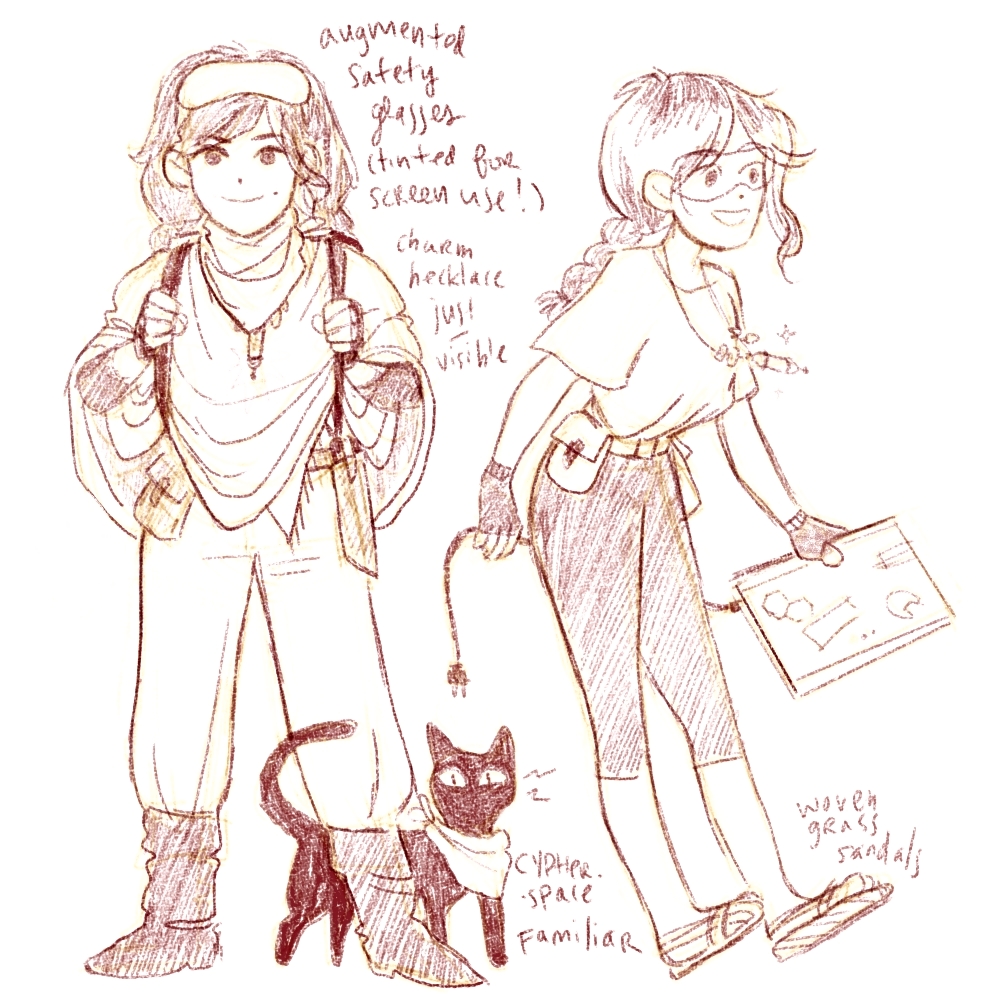 augmented
safety
glasses
(tinted for
screen use!)
charm
necklace
just
visible
woven
grass
sandals
CYPHER
-space
FamiliaR